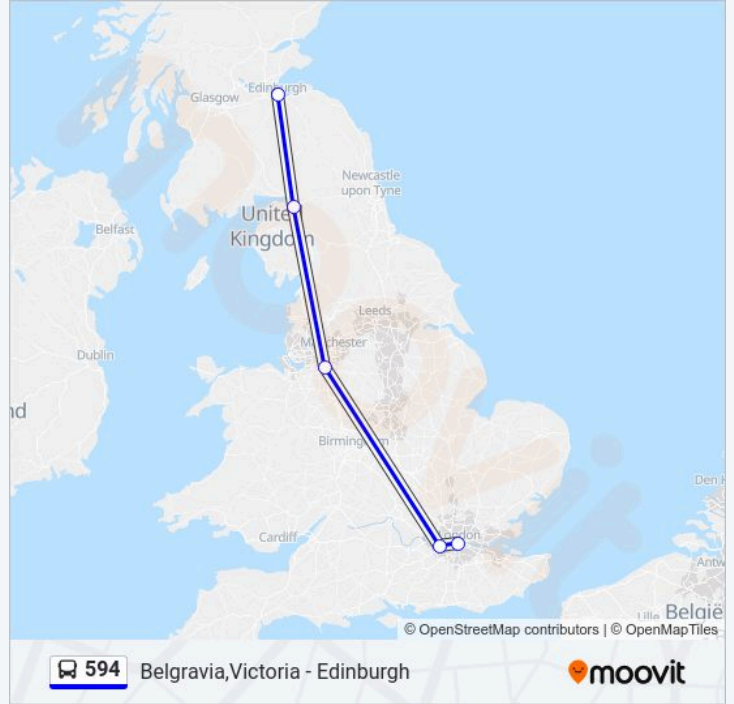 Edinburgh
Glasgow
Newcastle
upon Tyne
United
Kingdom
Belfast
Leeds
Manchester
Dublin
nd
Birmingham
Den H
London
Cardiff
Antw
Lille
België
© OpenStreetMap contributors | © OpenMapTiles
594 Belgravia,Victoria - Edinburgh
moovit